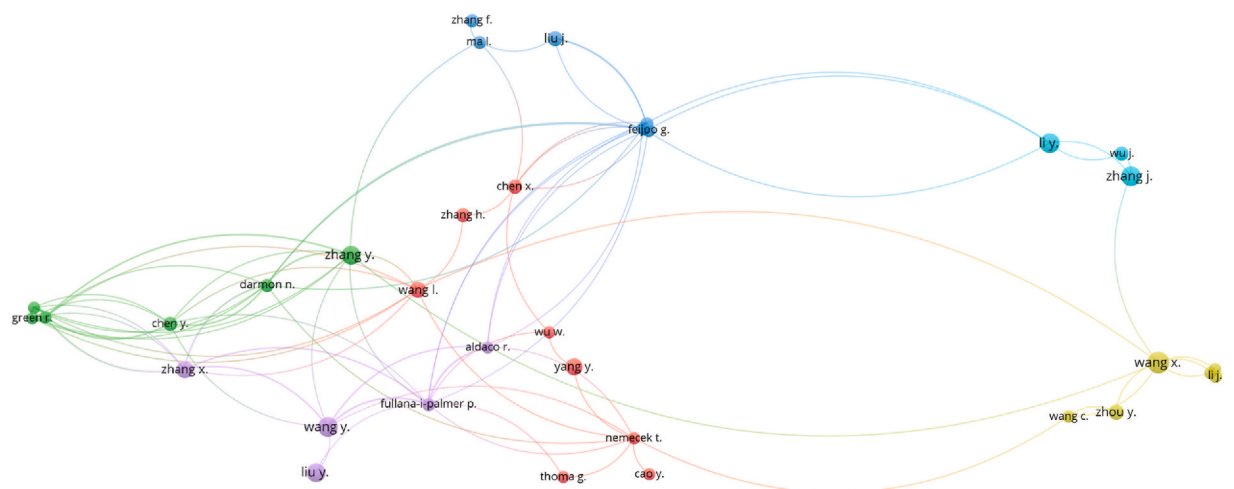 zhang f.
ma l.
liu j.
feijoo g.
li y.
wu j.
zhang j.
chen x.
zhang h.
zhang y.
darmon n.
wang l.
green r.
chen y.
wu w.
aldaco r.
zhang x.
yang y.
wang x.
li j.
fullana-i-palmer p.
wang c.
zhou y.
wang y.
nemecek t.
liu y.
thoma g.
cao y.